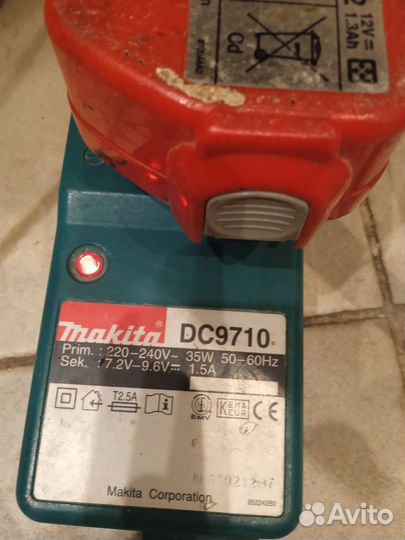 12V⎓
1.3Ah
Cd
makita DC9710
Prim. : 220–240V~ 35W 50–60Hz
Sek. : 7.2V–9.6V⎓ 1.5A
T2.5A
i
EMV
KEMA
KEUR
CE
Makita Corporation
852242B0
Avito